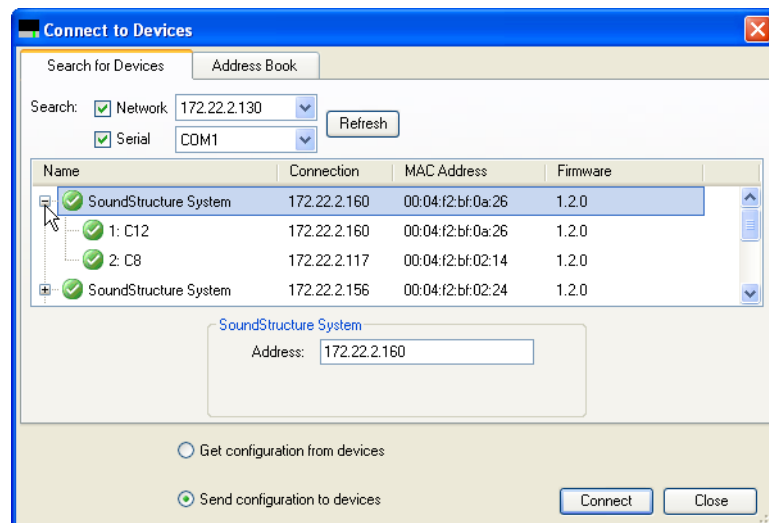 Connect to Devices
Search for Devices Address Book
Search: Network 172.22.2.130 Refresh
Serial COM1
Name Connection MAC Address Firmware
SoundStructure System 172.22.2.160 00:04:f2:bf:0a:26 1.2.0
1: C12 172.22.2.160 00:04:f2:bf:0a:26 1.2.0
2: C8 172.22.2.117 00:04:f2:bf:02:14 1.2.0
SoundStructure System 172.22.2.156 00:04:f2:bf:02:24 1.2.0
SoundStructure System
Address: 172.22.2.160
Get configuration from devices
Send configuration to devices Connect Close